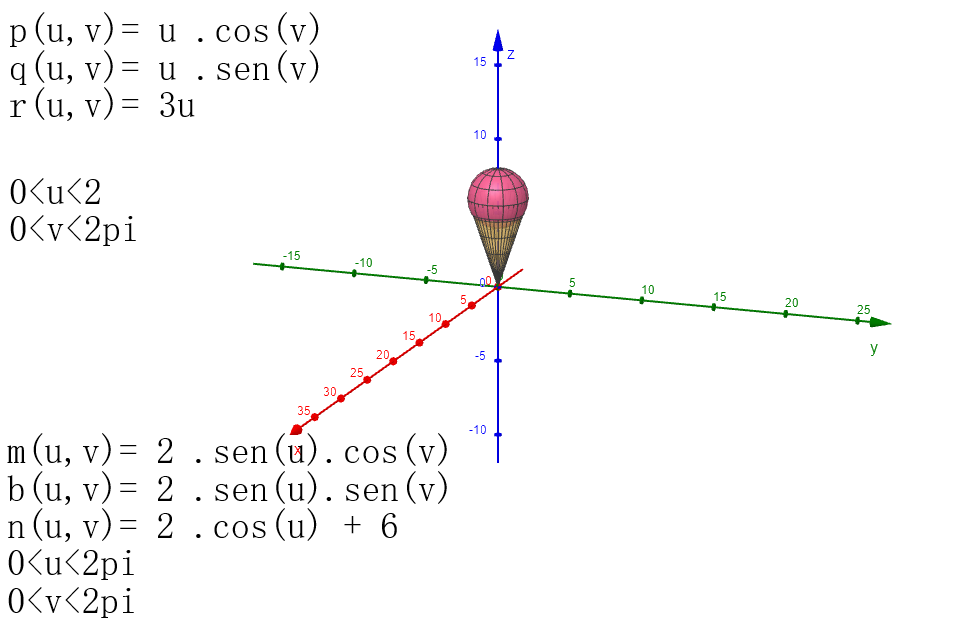 p(u,v)= u .cos(v)
q(u,v)= u .sen(v)
r(u,v)= 3u
0<u<2
0<v<2pi
15
z
10
-15
-10
-5
0
0
5
10
15
20
25
y
5
10
15
20
25
30
35
x
-5
-10
m(u,v)= 2 .sen(u).cos(v)
b(u,v)= 2 .sen(u).sen(v)
n(u,v)= 2 .cos(u) + 6
0<u<2pi
0<v<2pi